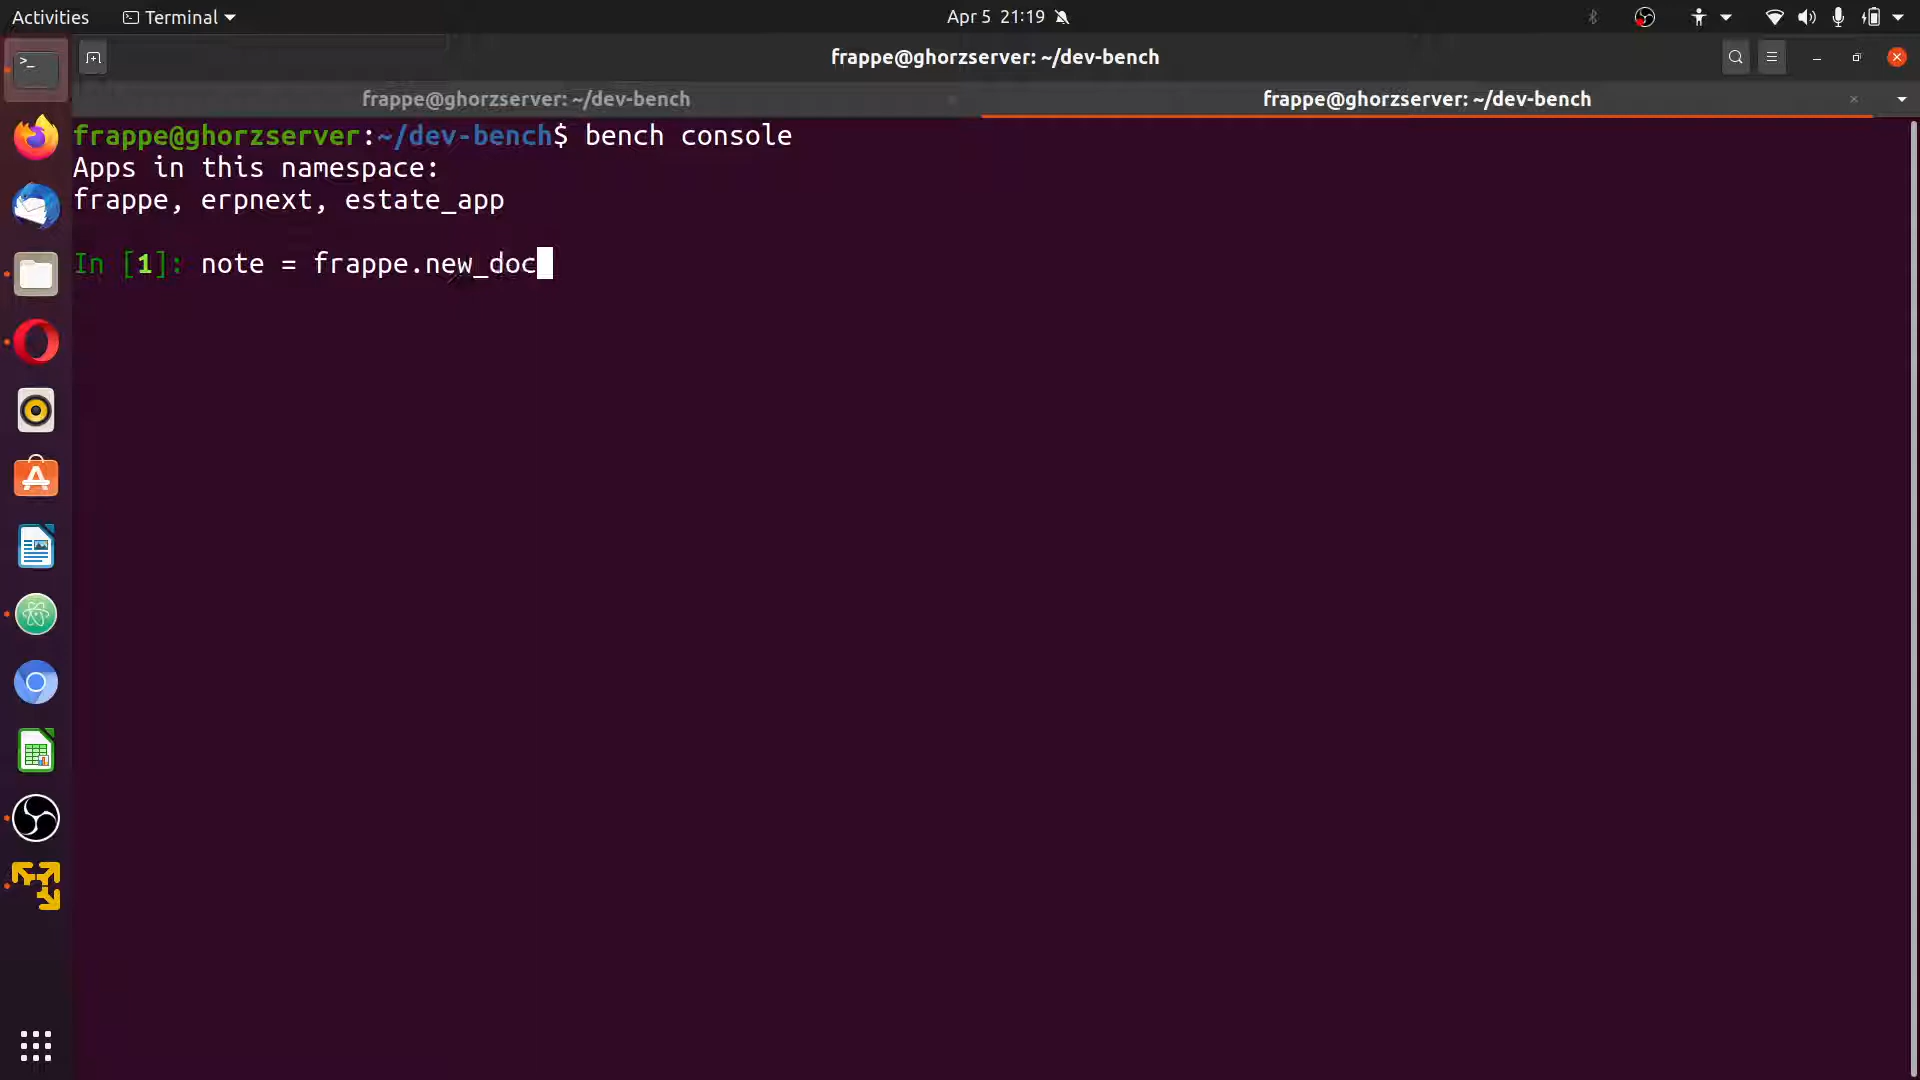 Activities Terminal Apr 5 21:19
frappe@ghorzserver: ~/dev-bench
frappe@ghorzserver: ~/dev-bench frappe@ghorzserver: ~/dev-bench
frappe@ghorzserver:~/dev-bench$ bench console
Apps in this namespace:
frappe, erpnext, estate_app
In [1]: note = frappe.new_doc